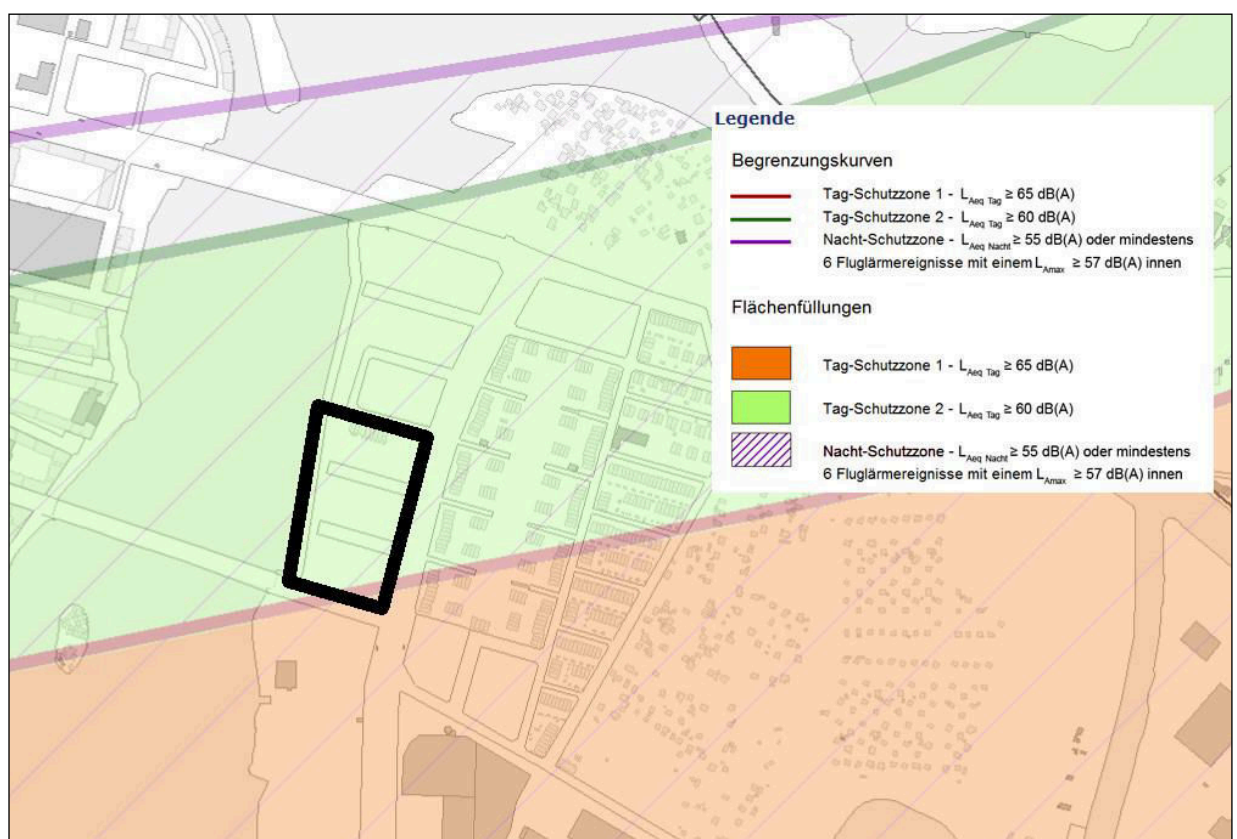 Legende
Begrenzungskurven
Tag-Schutzzone 1 - LAeq Tag ≥ 65 dB(A)
Tag-Schutzzone 2 - LAeq Tag ≥ 60 dB(A)
Nacht-Schutzzone - LAeq Nacht ≥ 55 dB(A) oder mindestens
6 Fluglärmereignisse mit einem LAmax ≥ 57 dB(A) innen
Flächenfüllungen
Tag-Schutzzone 1 - LAeq Tag ≥ 65 dB(A)
Tag-Schutzzone 2 - LAeq Tag ≥ 60 dB(A)
Nacht-Schutzzone - LAeq Nacht ≥ 55 dB(A) oder mindestens
6 Fluglärmereignisse mit einem LAmax ≥ 57 dB(A) innen